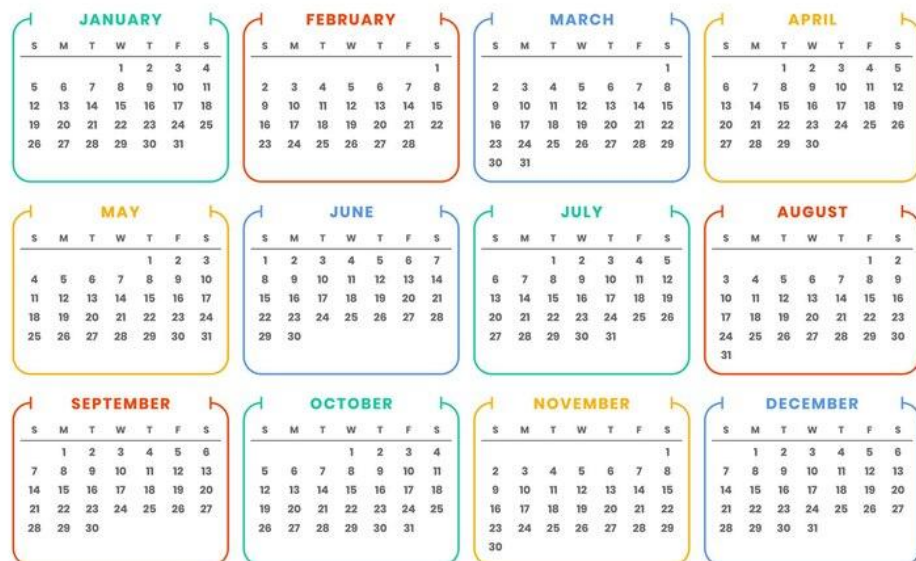 JANUARY FEBRUARY MARCH APRIL
S M T W T F S S M T W T F S S M T W T F S S M T W T F S
1 2 3 4 1 1 1 2 3 4 5
5 6 7 8 9 10 11 2 3 4 5 6 7 8 2 3 4 5 6 7 8 6 7 8 9 10 11 12
12 13 14 15 16 17 18 9 10 11 12 13 14 15 9 10 11 12 13 14 15 13 14 15 16 17 18 19
19 20 21 22 23 24 25 16 17 18 19 20 21 22 16 17 18 19 20 21 22 20 21 22 23 24 25 26
26 27 28 29 30 31 23 24 25 26 27 28 23 24 25 26 27 28 29 27 28 29 30
30 31
MAY JUNE JULY AUGUST
S M T W T F S S M T W T F S S M T W T F S S M T W T F S
1 2 3 1 2 3 4 5 6 7 1 2 3 4 5 1 2
4 5 6 7 8 9 10 8 9 10 11 12 13 14 6 7 8 9 10 11 12 3 4 5 6 7 8 9
11 12 13 14 15 16 17 15 16 17 18 19 20 21 13 14 15 16 17 18 19 10 11 12 13 14 15 16
18 19 20 21 22 23 24 22 23 24 25 26 27 28 20 21 22 23 24 25 26 17 18 19 20 21 22 23
25 26 27 28 29 30 31 29 30 27 28 29 30 31 24 25 26 27 28 29 30
31
SEPTEMBER OCTOBER NOVEMBER DECEMBER
S M T W T F S S M T W T F S S M T W T F S S M T W T F S
1 2 3 4 5 6 1 2 3 4 1 1 2 3 4 5 6
7 8 9 10 11 12 13 5 6 7 8 9 10 11 2 3 4 5 6 7 8 7 8 9 10 11 12 13
14 15 16 17 18 19 20 12 13 14 15 16 17 18 9 10 11 12 13 14 15 14 15 16 17 18 19 20
21 22 23 24 25 26 27 19 20 21 22 23 24 25 16 17 18 19 20 21 22 21 22 23 24 25 26 27
28 29 30 26 27 28 29 30 31 23 24 25 26 27 28 29 28 29 30 31
30